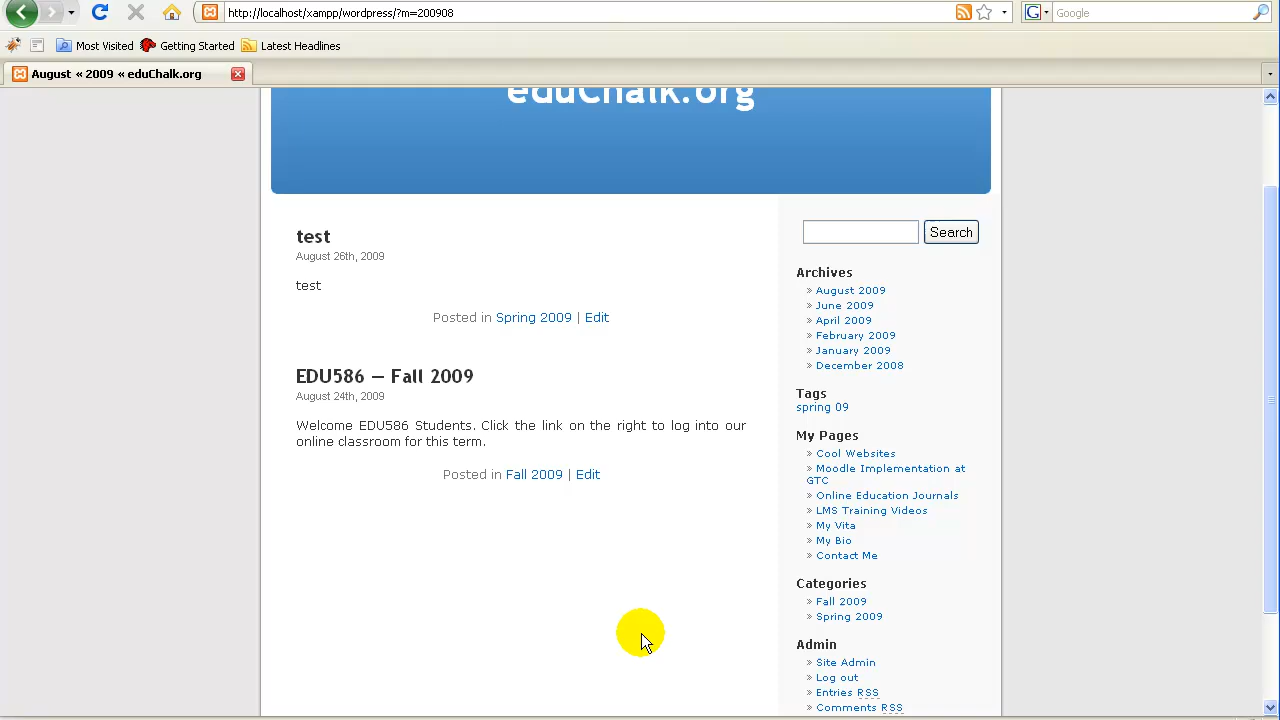 http://localhost/xampp/wordpress/?m=200908
Google
Most Visited
Getting Started
Latest Headlines
August « 2009 « eduChalk.org
eduChalk.org
test
August 26th, 2009
test
Posted in Spring 2009 | Edit
EDU586 — Fall 2009
August 24th, 2009
Welcome EDU586 Students. Click the link on the right to log into our
online classroom for this term.
Posted in Fall 2009 | Edit
Search
Archives
» August 2009
» June 2009
» April 2009
» February 2009
» January 2009
» December 2008
Tags
spring 09
My Pages
» Cool Websites
» Moodle Implementation at
GTC
» Online Education Journals
» LMS Training Videos
» My Vita
» My Bio
» Contact Me
Categories
» Fall 2009
» Spring 2009
Admin
» Site Admin
» Log out
» Entries RSS
» Comments RSS